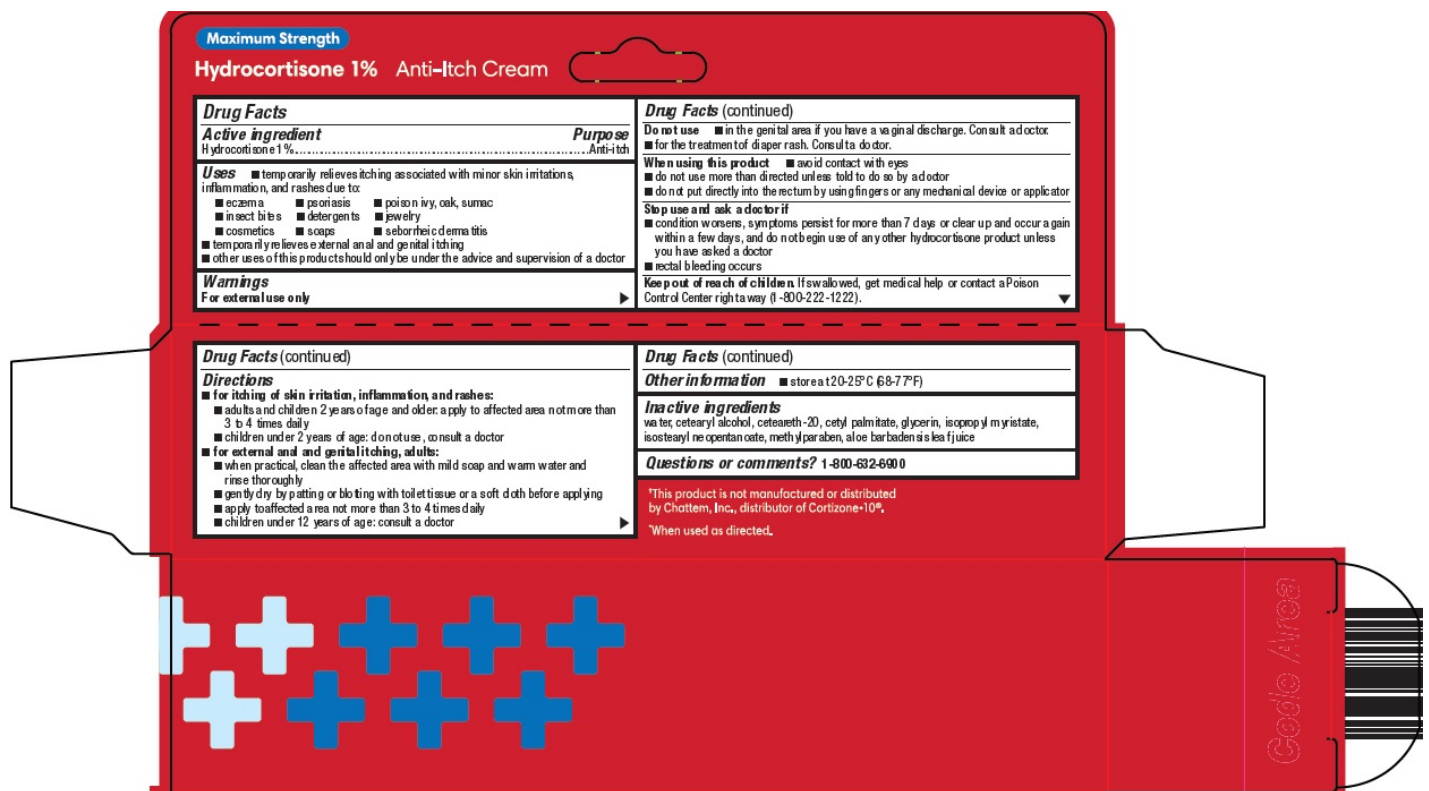 Maximum Strength
Hydrocortisone 1% Anti-Itch Cream
Drug Facts
Active ingredient Purpose
Hydrocortisone 1%.....................................................................Anti-itch
Uses ■ temporarily relieves itching associated with minor skin irritations,
inflammation, and rashes due to:
■ eczema ■ psoriasis ■ poison ivy, oak, sumac
■ insect bites ■ detergents ■ jewelry
■ cosmetics ■ soaps ■ seborrheic dermatitis
■ temporarily relieves external anal and genital itching
■ other uses of this product should only be under the advice and supervision of a doctor
Warnings
For external use only
Drug Facts (continued)
Do not use ■ in the genital area if you have a vaginal discharge. Consult a doctor.
■ for the treatment of diaper rash. Consult a doctor.
When using this product ■ avoid contact with eyes
■ do not use more than directed unless told to do so by a doctor
■ do not put directly into the rectum by using fingers or any mechanical device or applicator
Stop use and ask a doctor if
■ condition worsens, symptoms persist for more than 7 days or clear up and occur again
within a few days, and do not begin use of any other hydrocortisone product unless
you have asked a doctor
■ rectal bleeding occurs
Keep out of reach of children. If swallowed, get medical help or contact a Poison
Control Center right away (1-800-222-1222).
Drug Facts (continued)
Directions
■ for itching of skin irritation, inflammation, and rashes:
■ adults and children 2 years of age and older: apply to affected area not more than
3 to 4 times daily
■ children under 2 years of age: do not use, consult a doctor
■ for external anal and genital itching, adults:
■ when practical, clean the affected area with mild soap and warm water and
rinse thoroughly
■ gently dry by patting or blotting with toilet tissue or a soft cloth before applying
■ apply to affected area not more than 3 to 4 times daily
■ children under 12 years of age: consult a doctor
Drug Facts (continued)
Other information ■ store at 20-25°C (68-77°F)
Inactive ingredients
water, cetearyl alcohol, ceteareth-20, cetyl palmitate, glycerin, isopropyl myristate,
isostearyl neopentanoate, methylparaben, aloe barbadensis leaf juice
Questions or comments? 1-800-632-6900
†This product is not manufactured or distributed
by Chattem, Inc., distributor of Cortizone•10®.
*When used as directed.
Code Area